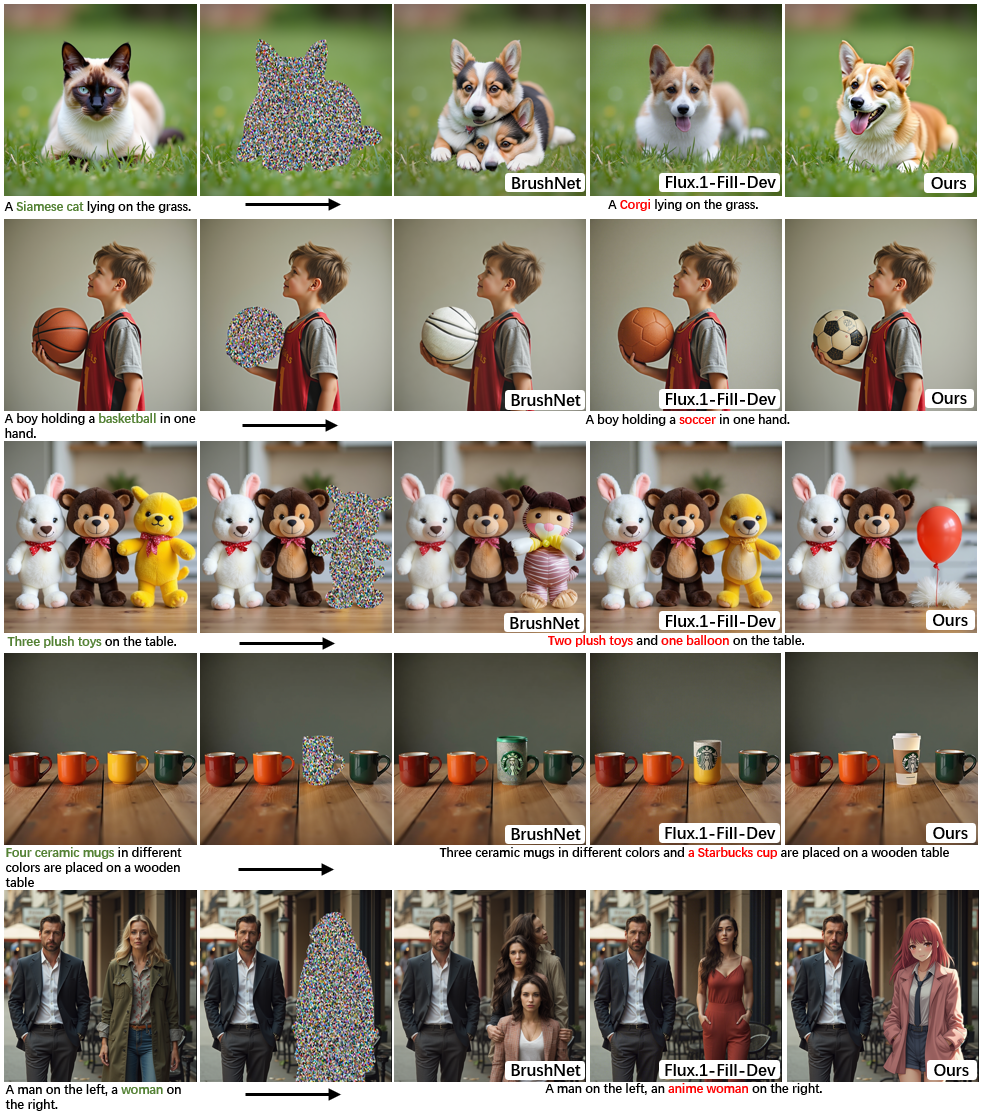 BrushNet
Flux.1-Fill-Dev
Ours
A Siamese cat lying on the grass.
A Corgi lying on the grass.
BrushNet
Flux.1-Fill-Dev
Ours
A boy holding a basketball in one
hand.
A boy holding a soccer in one hand.
BrushNet
Flux.1-Fill-Dev
Ours
Three plush toys on the table.
Two plush toys and one balloon on the table.
BrushNet
Flux.1-Fill-Dev
Ours
Four ceramic mugs in different
colors are placed on a wooden
table
Three ceramic mugs in different colors and a Starbucks cup are placed on a wooden table
BrushNet
Flux.1-Fill-Dev
Ours
A man on the left, a woman on
the right.
A man on the left, an anime woman on the right.